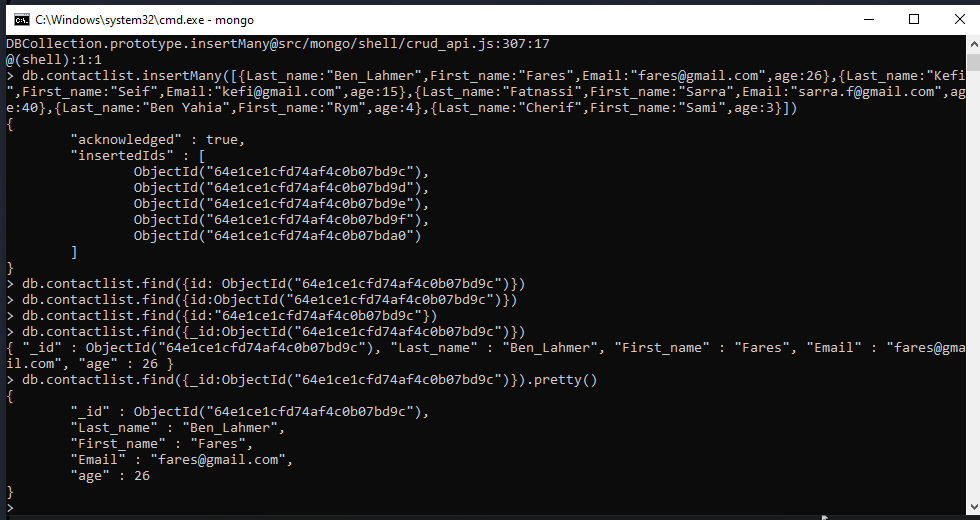 C:\Windows\system32\cmd.exe - mongo
DBCollection.prototype.insertMany@src/mongo/shell/crud_api.js:307:17
@(shell):1:1
> db.contactlist.insertMany([{Last_name:"Ben_Lahmer",First_name:"Fares",Email:"fares@gmail.com",age:26},{Last_name:"Kefi
",First_name:"Seif",Email:"kefi@gmail.com",age:15},{Last_name:"Fatnassi",First_name:"Sarra",Email:"sarra.f@gmail.com",ag
e:40},{Last_name:"Ben Yahia",First_name:"Rym",age:4},{Last_name:"Cherif",First_name:"Sami",age:3}])
{
        "acknowledged" : true,
        "insertedIds" : [
                ObjectId("64e1ce1cfd74af4c0b07bd9c"),
                ObjectId("64e1ce1cfd74af4c0b07bd9d"),
                ObjectId("64e1ce1cfd74af4c0b07bd9e"),
                ObjectId("64e1ce1cfd74af4c0b07bd9f"),
                ObjectId("64e1ce1cfd74af4c0b07bda0")
        ]
}
> db.contactlist.find({id: ObjectId("64e1ce1cfd74af4c0b07bd9c")})
> db.contactlist.find({id:ObjectId("64e1ce1cfd74af4c0b07bd9c")})
> db.contactlist.find({id:"64e1ce1cfd74af4c0b07bd9c"})
> db.contactlist.find({_id:ObjectId("64e1ce1cfd74af4c0b07bd9c")})
{ "_id" : ObjectId("64e1ce1cfd74af4c0b07bd9c"), "Last_name" : "Ben_Lahmer", "First_name" : "Fares", "Email" : "fares@gma
il.com", "age" : 26 }
> db.contactlist.find({_id:ObjectId("64e1ce1cfd74af4c0b07bd9c")}).pretty()
{
        "_id" : ObjectId("64e1ce1cfd74af4c0b07bd9c"),
        "Last_name" : "Ben_Lahmer",
        "First_name" : "Fares",
        "Email" : "fares@gmail.com",
        "age" : 26
}
>